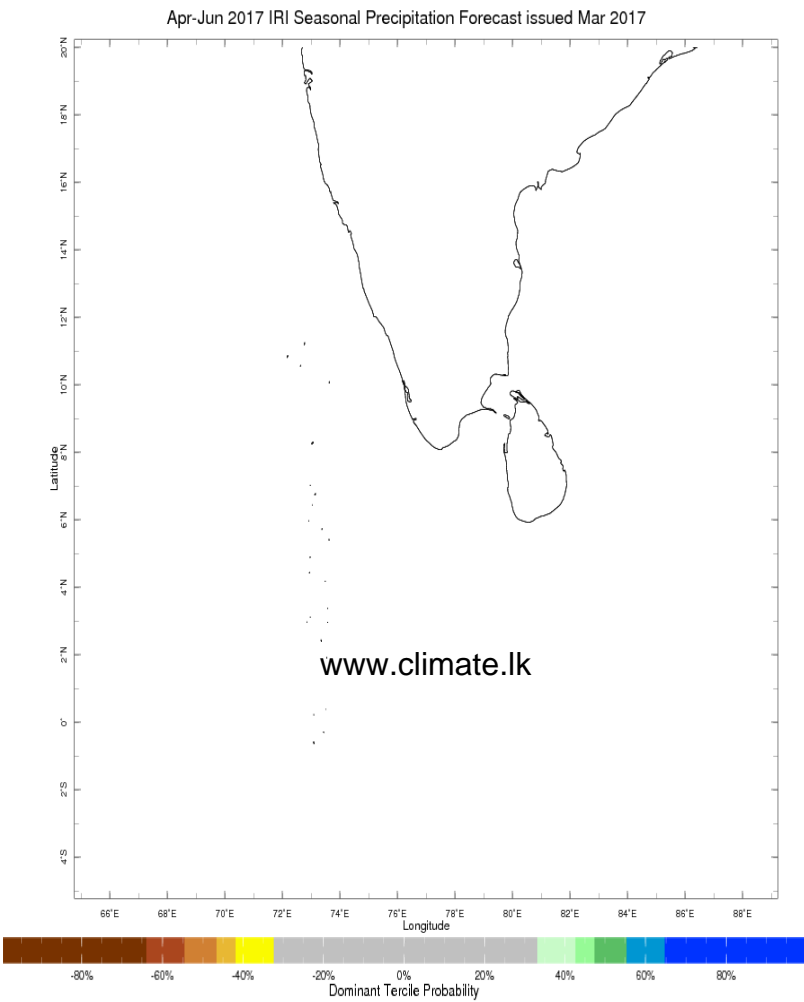 Apr-Jun 2017 IRI Seasonal Precipitation Forecast issued Mar 2017
20°N
18°N
16°N
14°N
12°N
10°N
8°N
6°N
4°N
2°N
0°
2°S
4°S
Latitude
www.climate.lk
66°E 68°E 70°E 72°E 74°E 76°E 78°E 80°E 82°E 84°E 86°E 88°E
Longitude
-80% -60% -40% -20% 0% 20% 40% 60% 80%
Dominant Tercile Probability